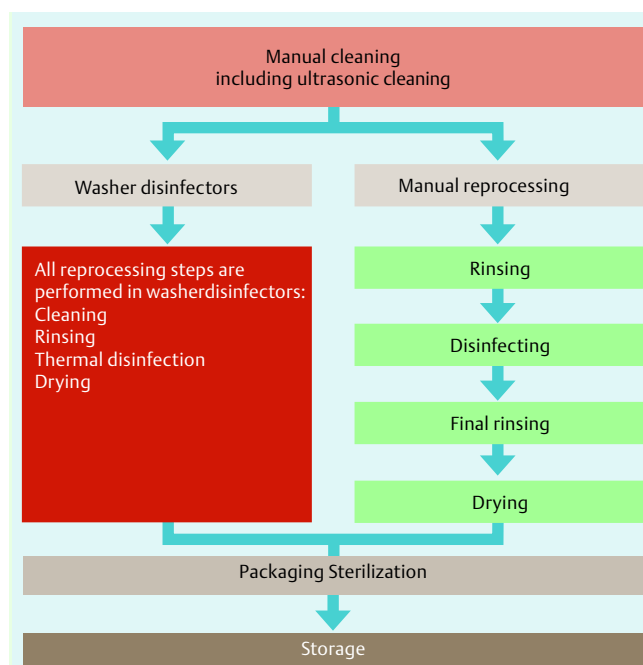 Manual cleaning
including ultrasonic cleaning
Washer disinfectors
Manual reprocessing
All reprocessing steps are
performed in washerdisinfectors:
Cleaning
Rinsing
Thermal disinfection
Drying
Rinsing
Disinfecting
Final rinsing
Drying
Packaging Sterilization
Storage